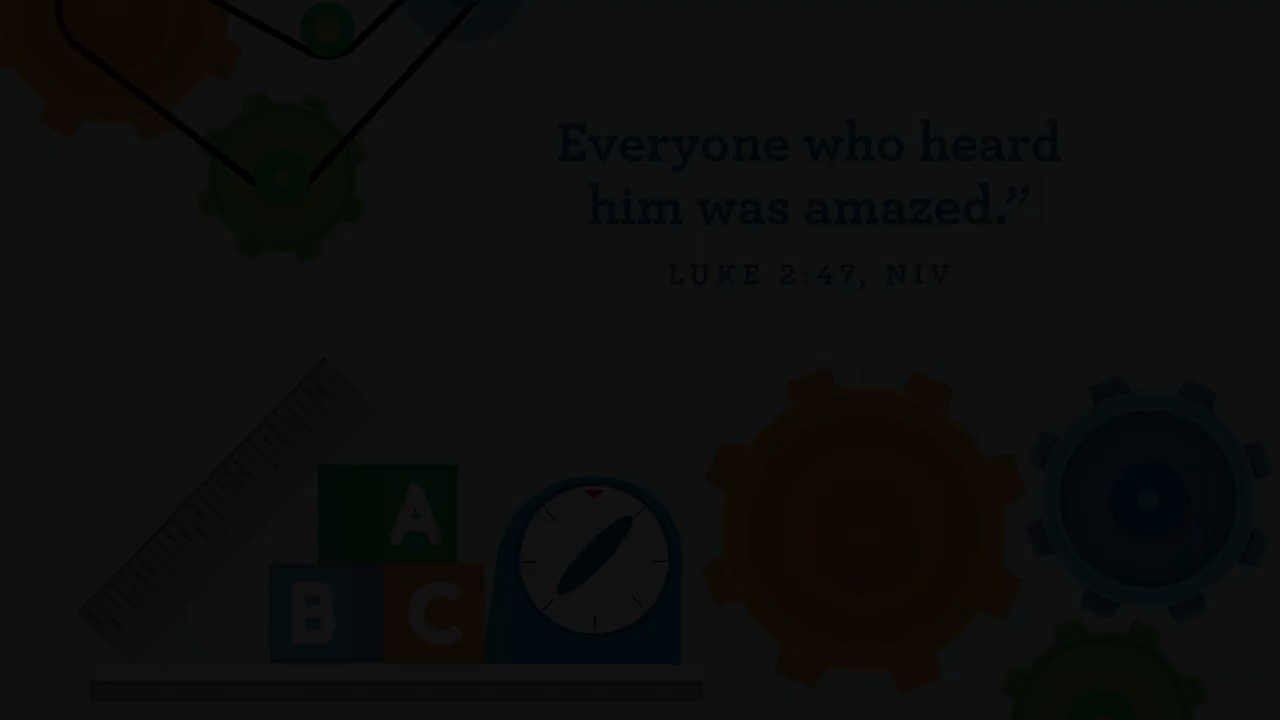 Everyone who heard
him was amazed.”
LUKE 2:47, NIV
A
B C